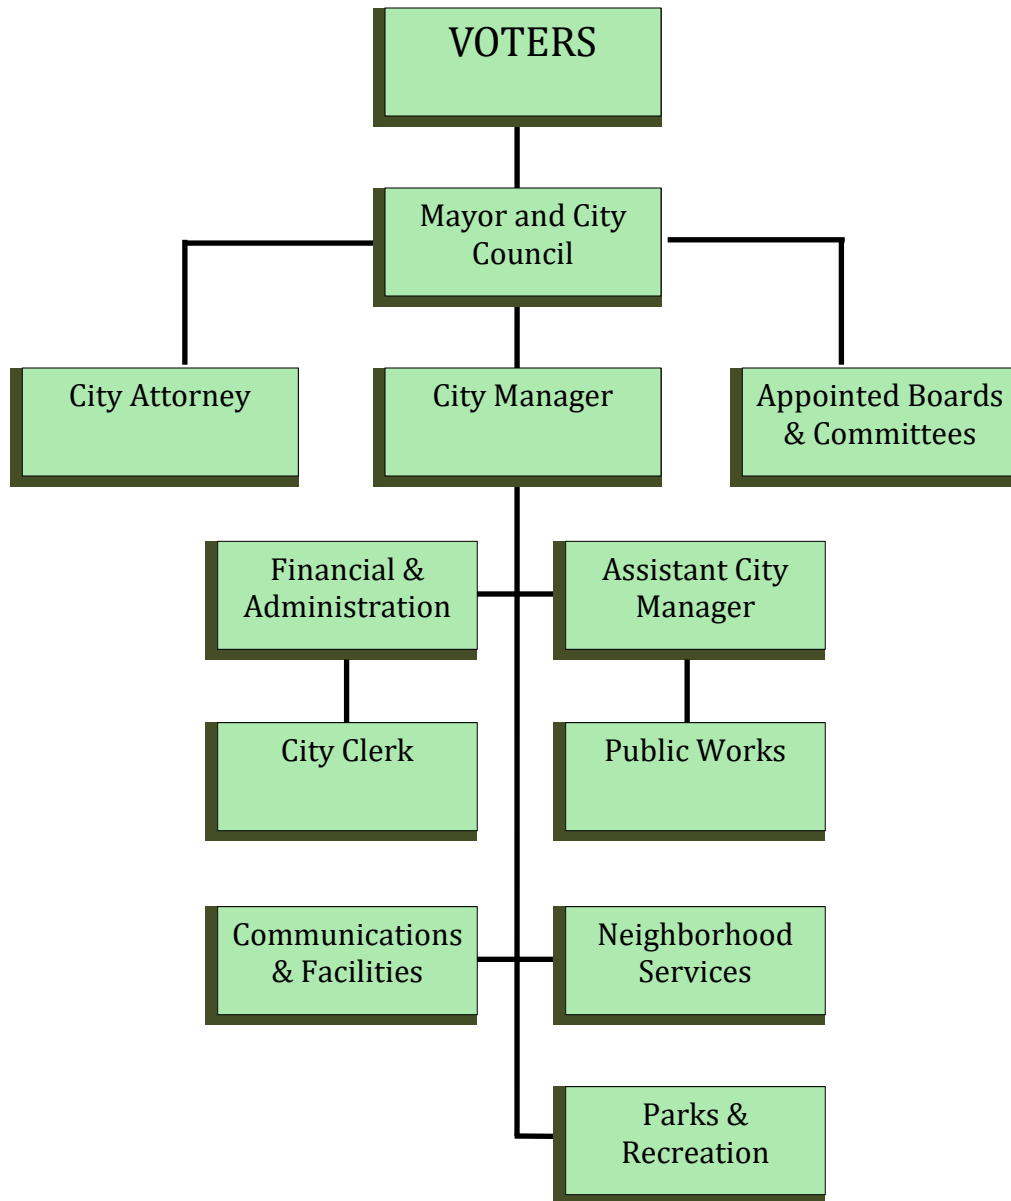 VOTERS
Mayor and City
Council
City Attorney
City Manager
Appointed Boards
& Committees
Financial &
Administration
Assistant City
Manager
City Clerk
Public Works
Communications
& Facilities
Neighborhood
Services
Parks &
Recreation